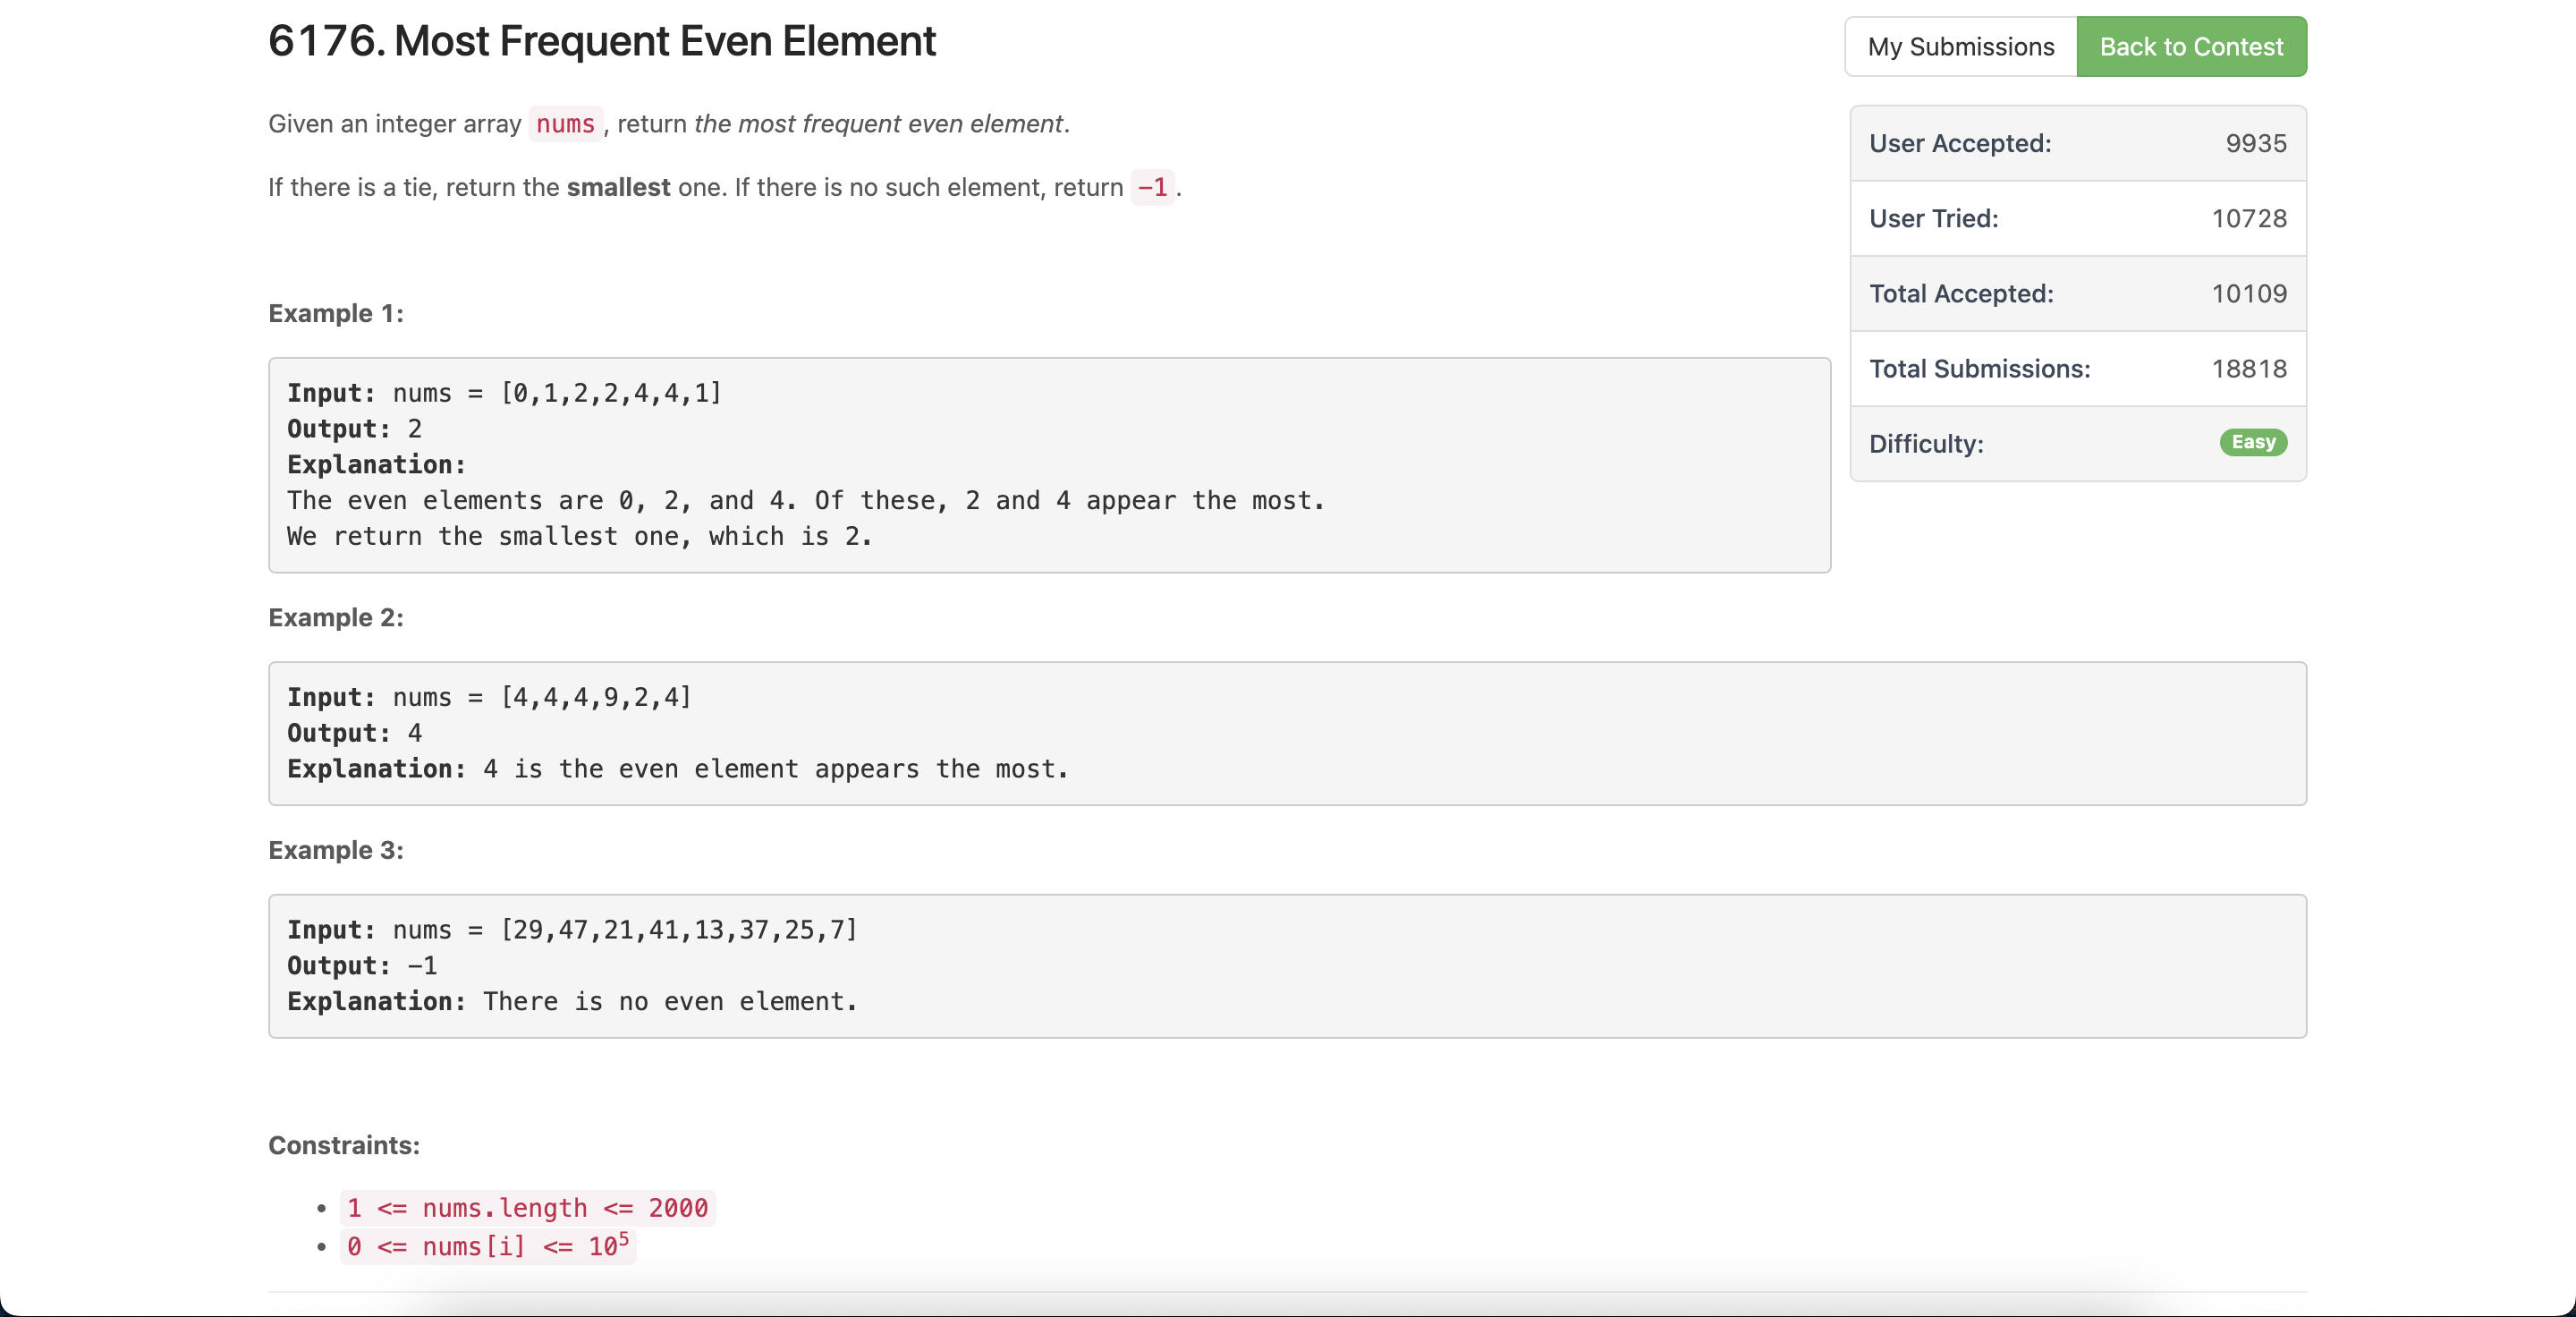 6176. Most Frequent Even Element
My Submissions
Back to Contest
Given an integer array nums , return the most frequent even element.
If there is a tie, return the smallest one. If there is no such element, return −1 .
User Accepted: 9935
User Tried: 10728
Total Accepted: 10109
Total Submissions: 18818
Difficulty: Easy
Example 1:
Input: nums = [0,1,2,2,4,4,1]
Output: 2
Explanation:
The even elements are 0, 2, and 4. Of these, 2 and 4 appear the most.
We return the smallest one, which is 2.
Example 2:
Input: nums = [4,4,4,9,2,4]
Output: 4
Explanation: 4 is the even element appears the most.
Example 3:
Input: nums = [29,47,21,41,13,37,25,7]
Output: −1
Explanation: There is no even element.
Constraints:
• 1 <= nums.length <= 2000
• 0 <= nums[i] <= 10⁵